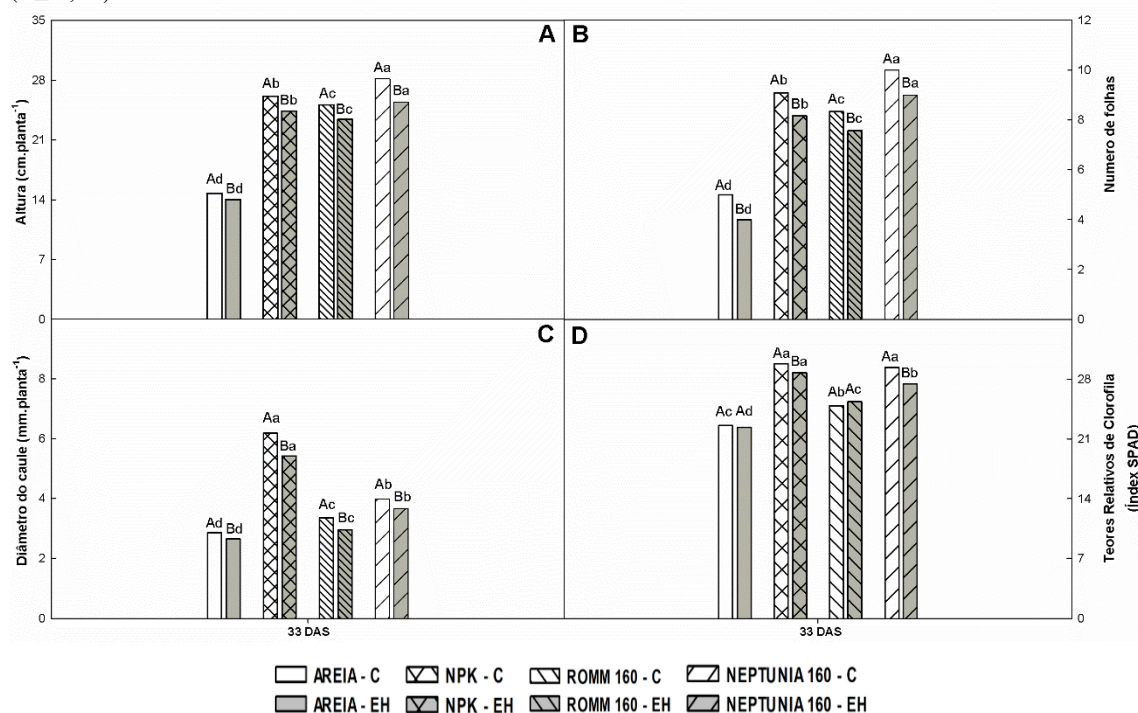 35
28
21
14
7
0
Altura (cm.planta⁻¹)
A
Ad
Bd
Ab
Bb
Ac
Bc
Aa
Ba
B
Ad
Bd
Ab
Bb
Ac
Bc
Aa
Ba
12
10
8
6
4
2
0
Numero de folhas
8
6
4
2
0
Diâmetro do caule (mm.planta⁻¹)
C
Ad
Bd
Aa
Ba
Ac
Bc
Ab
Bb
33 DAS
D
Ac
Ad
Aa
Ba
Ab
Ac
Aa
Bb
33 DAS
28
21
14
7
0
Teores Relativos de Clorofila
(Índex SPAD)
AREIA - C NPK - C ROMM 160 - C NEPTUNIA 160 - C
AREIA - EH NPK - EH ROMM 160 - EH NEPTUNIA 160 - EH